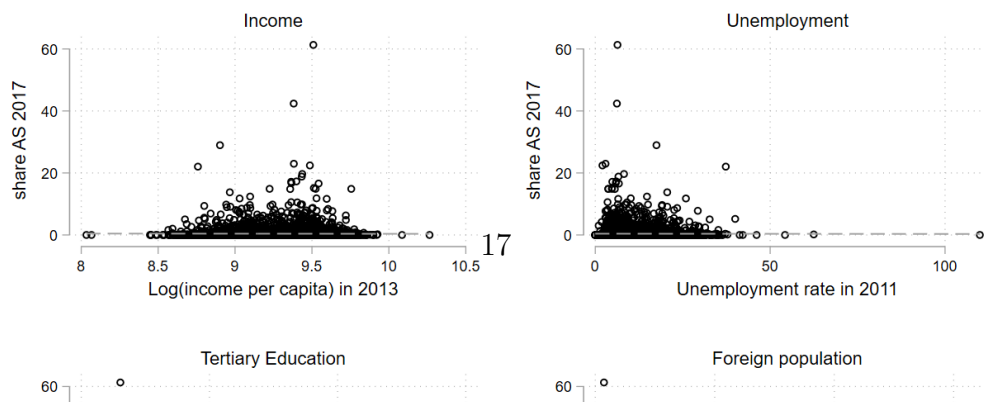 Income
60
40
20
0
share AS 2017
8 8.5 9 9.5 10 10.5
Log(income per capita) in 2013
Unemployment
60
40
20
0
share AS 2017
0 50 100
Unemployment rate in 2011
17
Tertiary Education
60
Foreign population
60